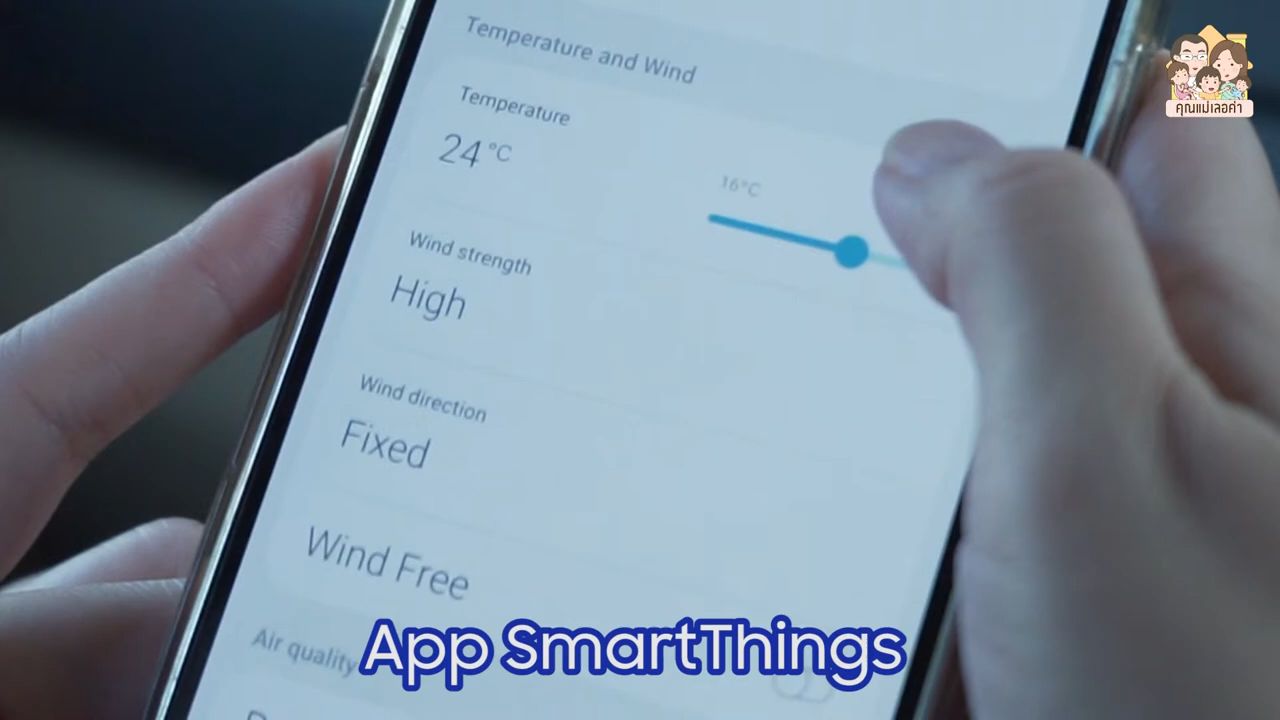 Temperature and Wind
Temperature
24°C
16°C
Wind strength
High
Wind direction
Fixed
Wind Free
Air quality
App SmartThings
คุณแม่เลอค่า